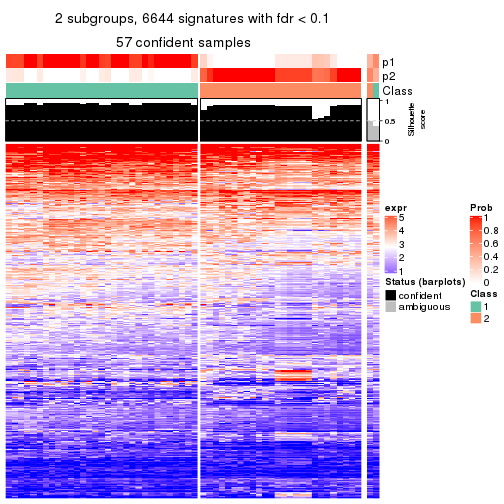 2 subgroups, 6644 signatures with fdr < 0.1
57 confident samples
p1
p2
Class
1
0.5
0
Silhouette
score
expr
5
4
3
2
1
Status (barplots)
confident
ambiguous
Prob
1
0.8
0.6
0.4
0.2
0
Class
1
2